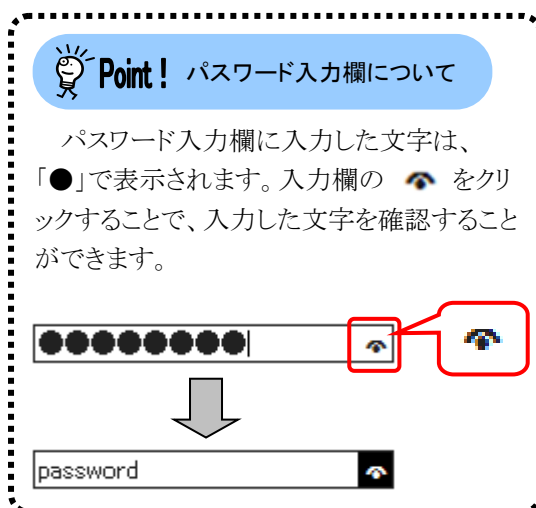 Point! パスワード入力欄について
パスワード入力欄に入力した文字は、
「●」で表示されます。入力欄の をクリ
ックすることで、入力した文字を確認すること
ができます。
●●●●●●●●
password